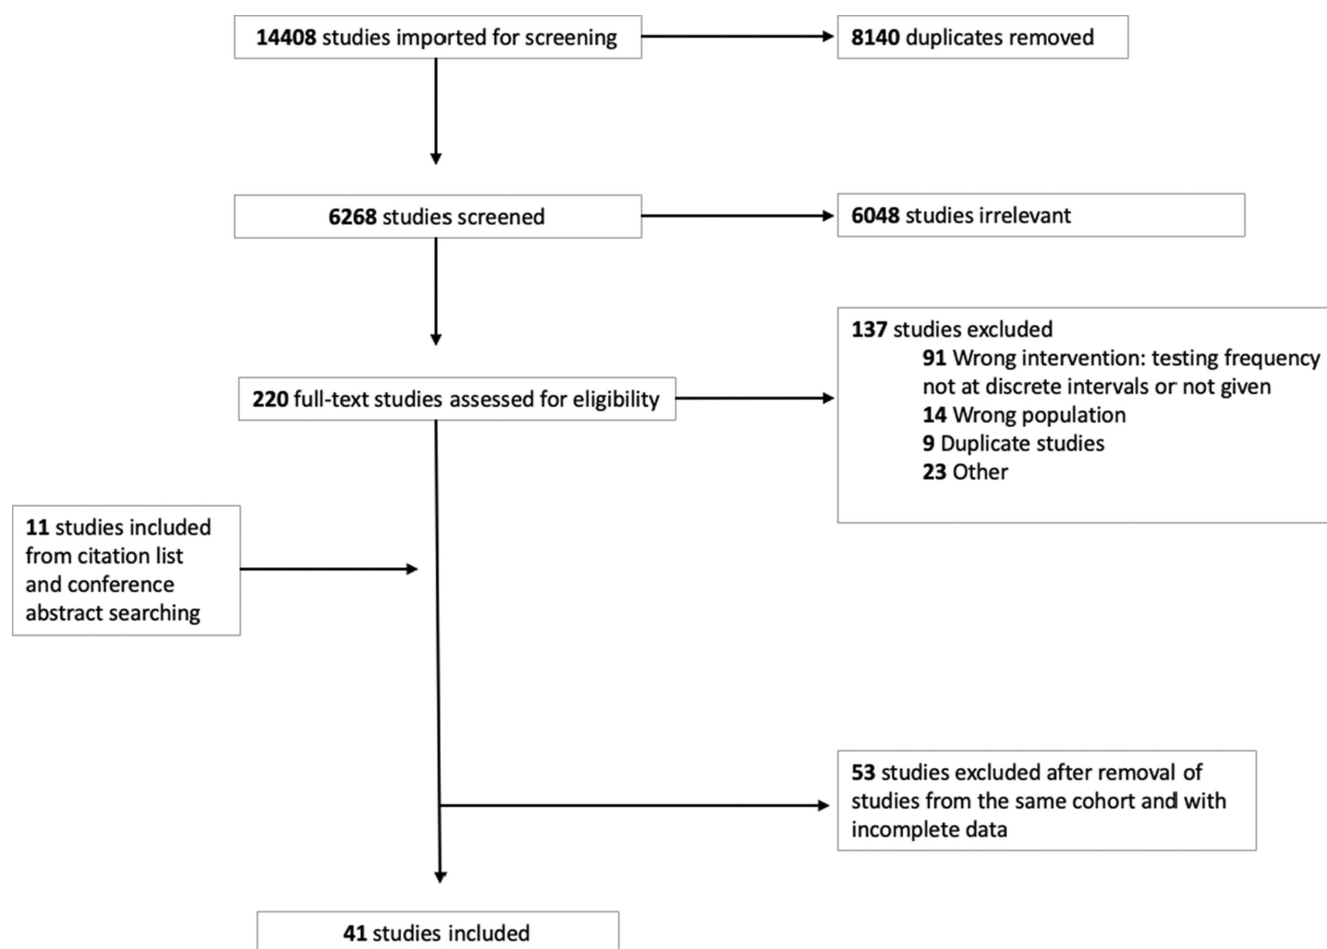 14408 studies imported for screening
8140 duplicates removed
6268 studies screened
6048 studies irrelevant
137 studies excluded
91 Wrong intervention: testing frequency
not at discrete intervals or not given
14 Wrong population
9 Duplicate studies
23 Other
220 full-text studies assessed for eligibility
11 studies included
from citation list
and conference
abstract searching
53 studies excluded after removal of
studies from the same cohort and with
incomplete data
41 studies included